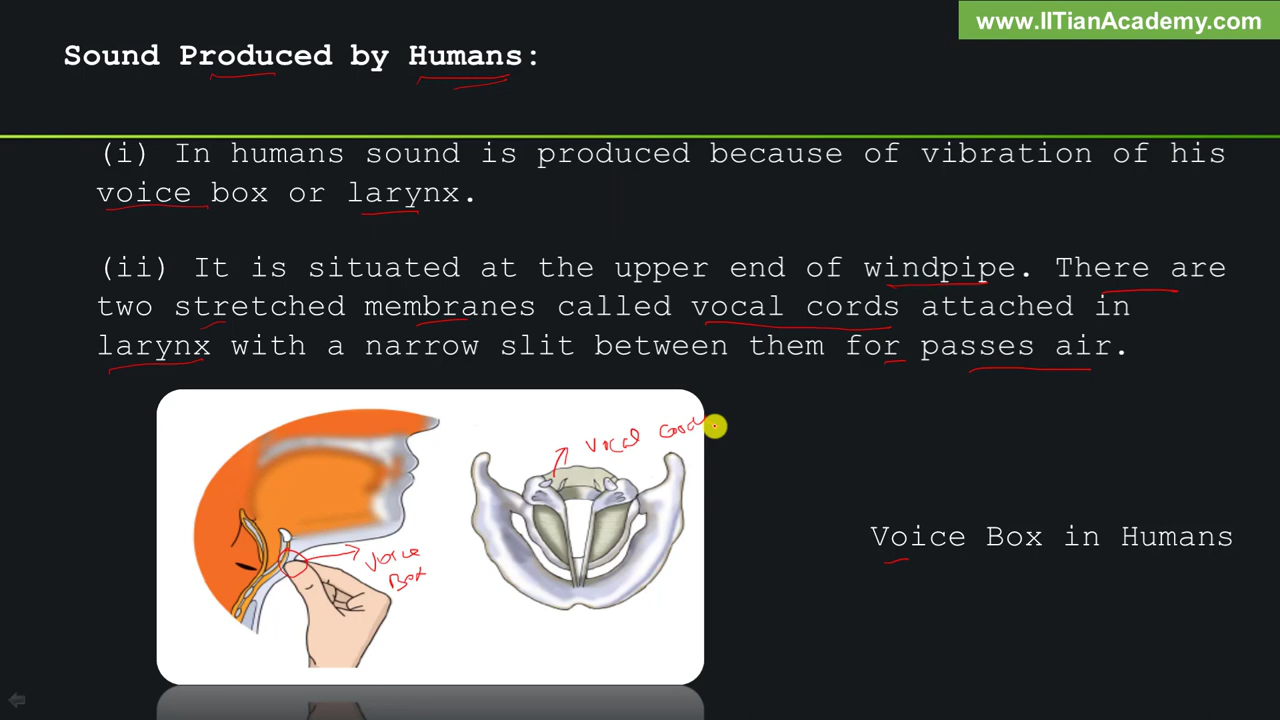 www.IITianAcademy.com
Sound Produced by Humans:
(i) In humans sound is produced because of vibration of his
voice box or larynx.
(ii) It is situated at the upper end of windpipe. There are
two stretched membranes called vocal cords attached in
larynx with a narrow slit between them for passes air.
Vocal Cord
Voice
Box
Voice Box in Humans